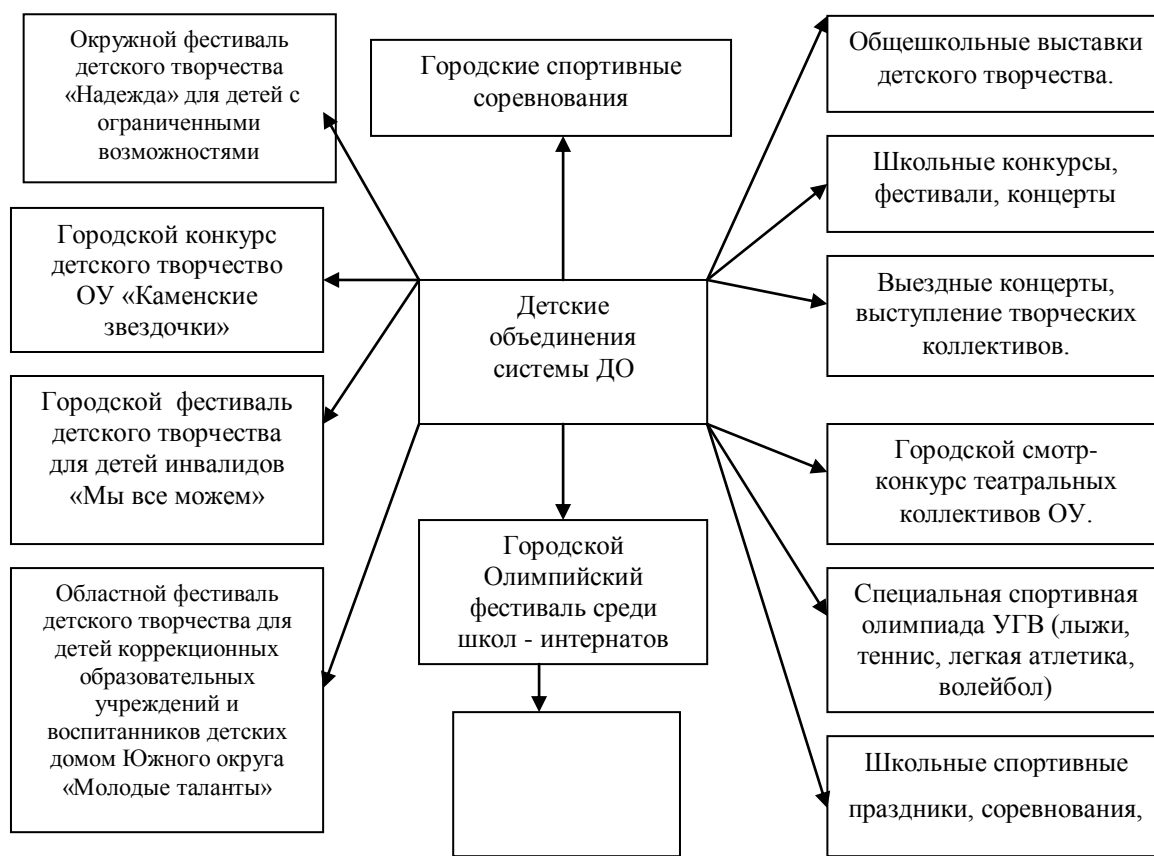 Окружной фестиваль
детского творчества
«Надежда» для детей с
ограниченными
возможностями
Городской конкурс
детского творчество
ОУ «Каменские
звездочки»
Городской фестиваль
детского творчества
для детей инвалидов
«Мы все можем»
Областной фестиваль
детского творчества для
детей коррекционных
образовательных
учреждений и
воспитанников детских
домом Южного округа
«Молодые таланты»
Городские спортивные
соревнования
Детские
объединения
системы ДО
Городской
Олимпийский
фестиваль среди
школ - интернатов
Общешкольные выставки
детского творчества.
Школьные конкурсы,
фестивали, концерты
Выездные концерты,
выступление творческих
коллективов.
Городской смотр-
конкурс театральных
коллективов ОУ.
Специальная спортивная
олимпиада УГВ (лыжи,
теннис, легкая атлетика,
волейбол)
Школьные спортивные
праздники, соревнования,